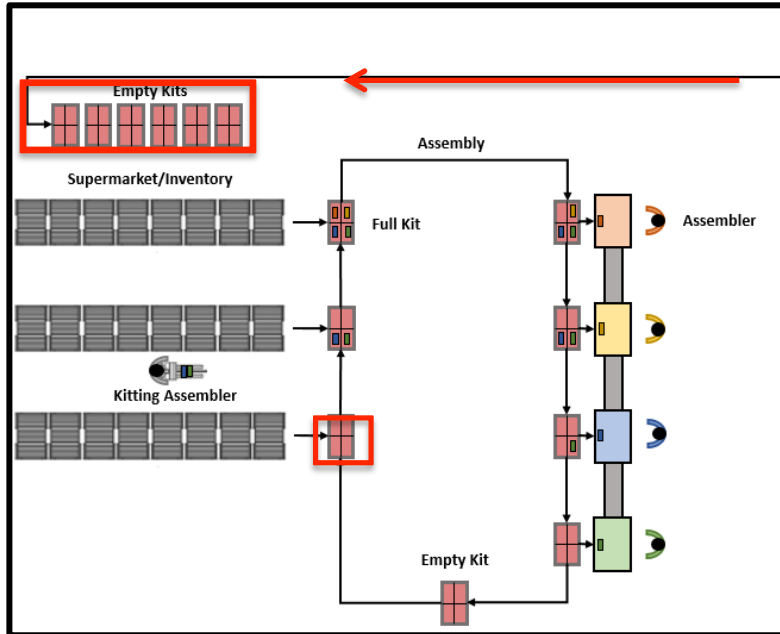 Empty Kits
Assembly
Supermarket/Inventory
Full Kit
Assembler
Kitting Assembler
Empty Kit